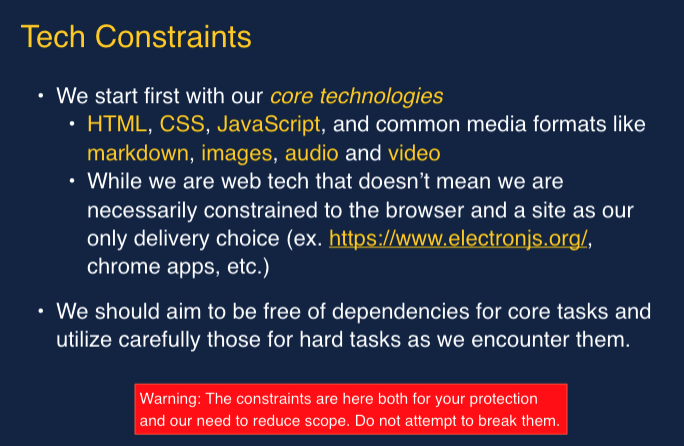 Tech Constraints
• We start first with our core technologies
• HTML, CSS, JavaScript, and common media formats like
markdown, images, audio and video
• While we are web tech that doesn’t mean we are
necessarily constrained to the browser and a site as our
only delivery choice (ex. https://www.electronjs.org/,
chrome apps, etc.)
• We should aim to be free of dependencies for core tasks and
utilize carefully those for hard tasks as we encounter them.
Warning: The constraints are here both for your protection
and our need to reduce scope. Do not attempt to break them.